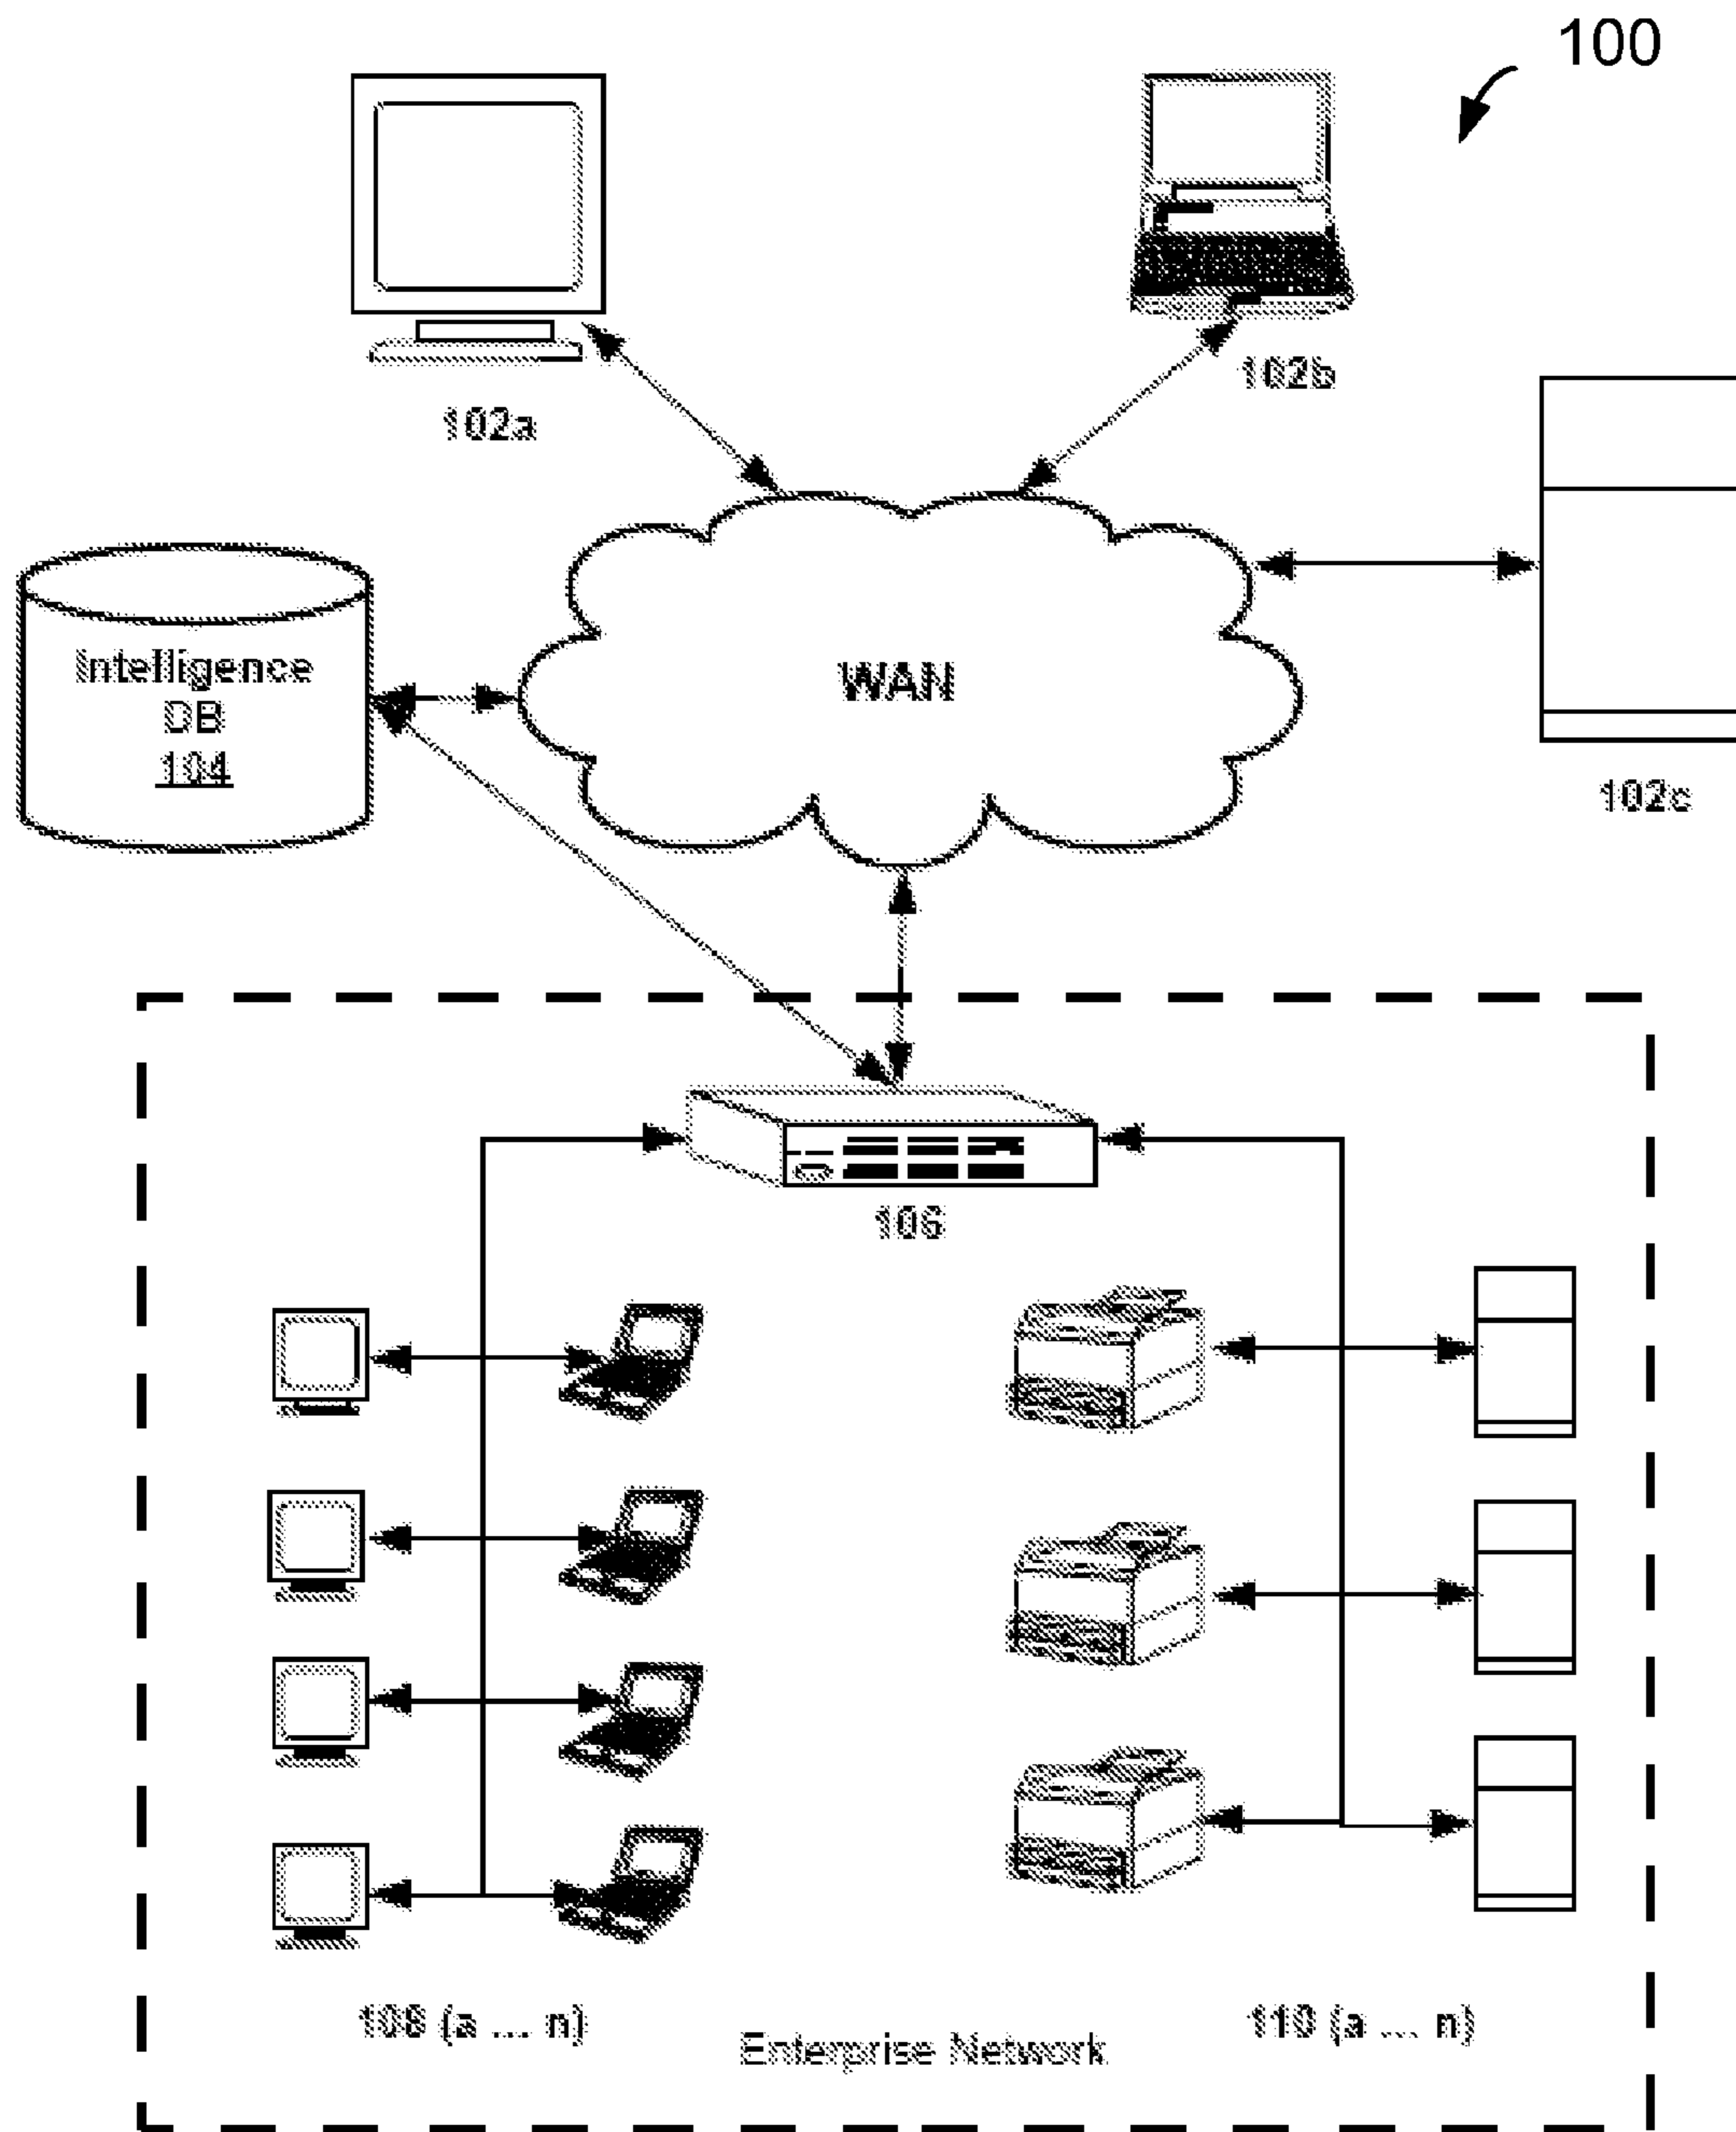 100
102a
102b
102c
Intelligence
DB
104
WAN
106
108 (a ... n)
110 (a ... n)
Enterprise Network